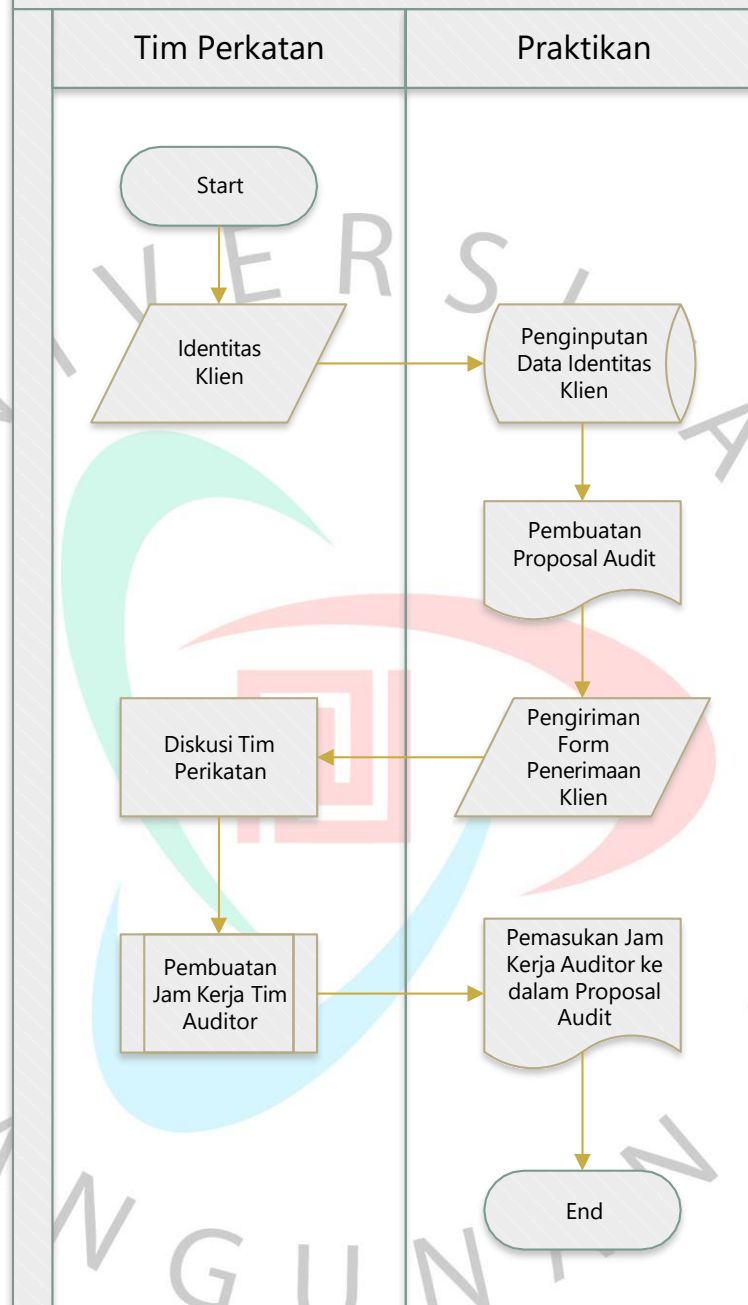 Tim Perkatan
Praktikan
Start
Identitas
Klien
Penginputan
Data Identitas
Klien
Pembuatan
Proposal Audit
Pengiriman
Form
Penerimaan
Klien
Diskusi Tim
Perikatan
Pembuatan
Jam Kerja Tim
Auditor
Pemasukan Jam
Kerja Auditor ke
dalam Proposal
Audit
End